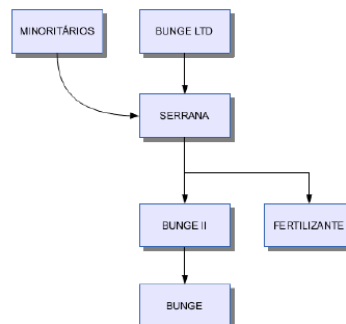 MINORITÁRIOS
BUNGE LTD
SERRANA
BUNGE II
FERTILIZANTE
BUNGE